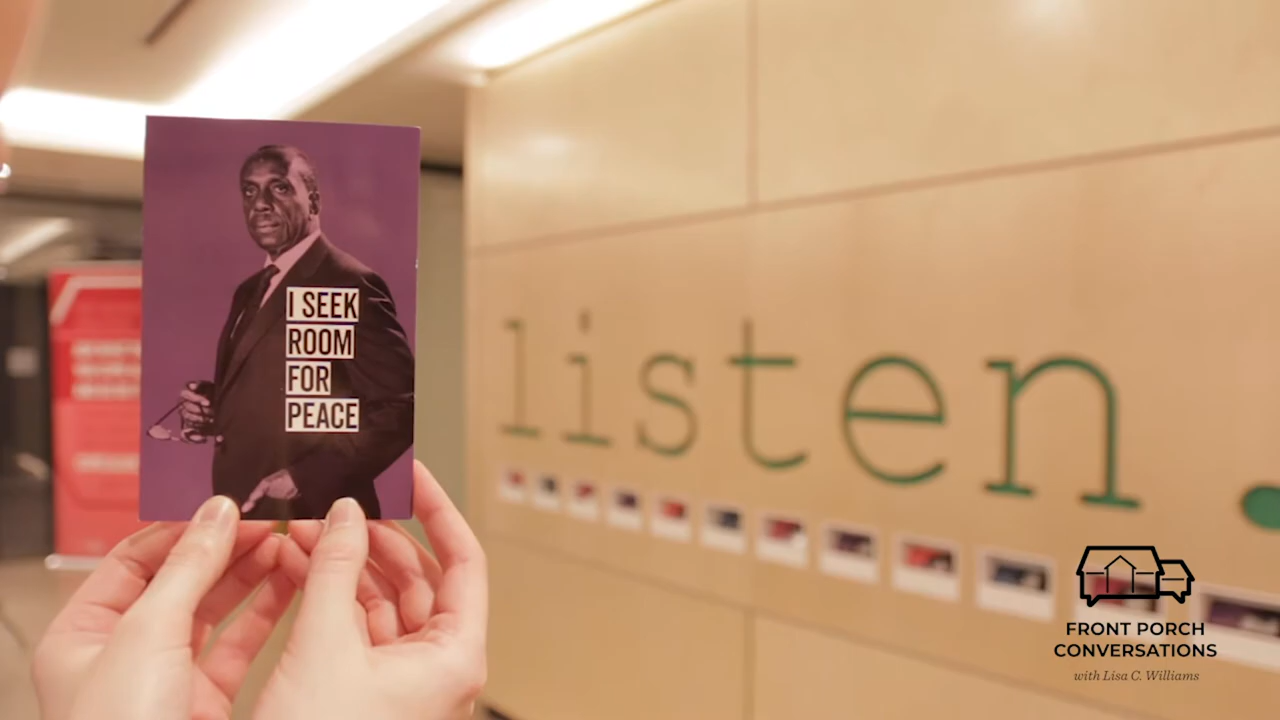 I SEEK
ROOM
FOR
PEACE
listen.
FRONT PORCH
CONVERSATIONS
with Lisa C. Williams